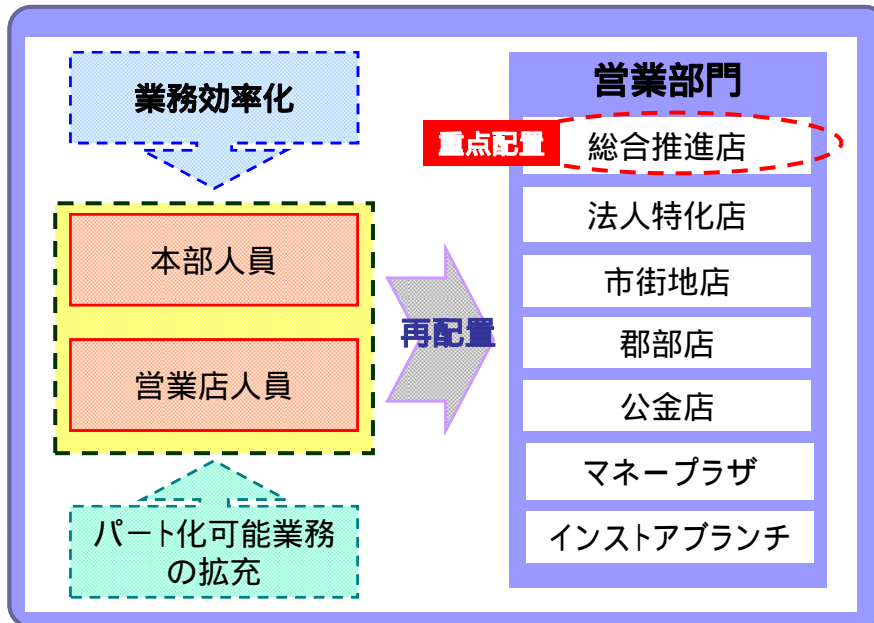 業務効率化
本部人員
営業店人員
パート化可能業務
の拡充
再配置
営業部門
重点配置
総合推進店
法人特化店
市街地店
郡部店
公金店
マネープラザ
インストアブランチ